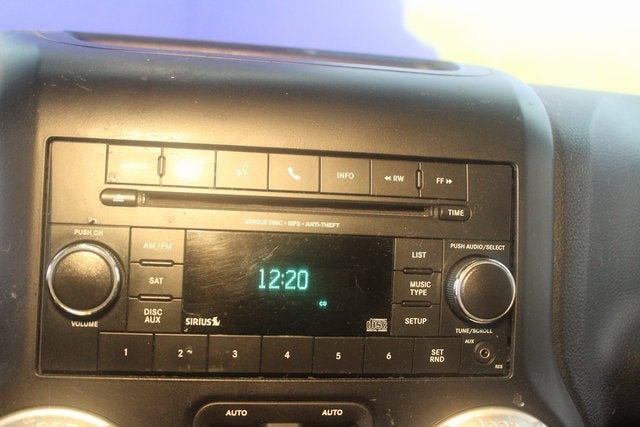 INFO
◄◄ RW
FF ►►
TIME
SINGLE DISC • MP3 • ANTI-THEFT
PUSH ON
VOLUME
AM/FM
SAT
DISC AUX
12:20
CD
SIRIUS
LIST
MUSIC TYPE
SETUP
PUSH AUDIO/SELECT
TUNE/SCROLL
1 2 3 4 5 6
SET RND
AUX
AUTO AUTO